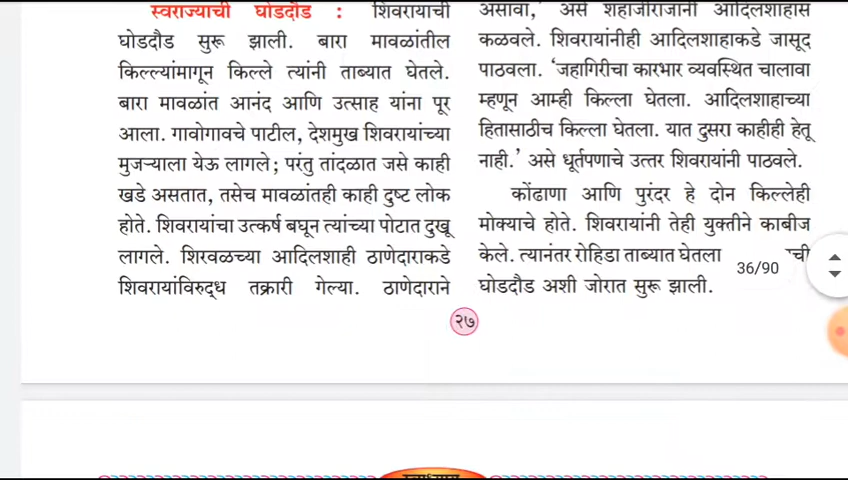 स्वराज्याची घोडदौड : शिवरायाची
घोडदौड सुरू झाली. बारा मावळांतील
किल्ल्यांमागून किल्ले त्यांनी ताब्यात घेतले.
बारा मावळांत आनंद आणि उत्साह यांना पूर
आला. गावोगावचे पाटील, देशमुख शिवरायांच्या
मुजऱ्याला येऊ लागले; परंतु तांदळात जसे काही
खडे असतात, तसेच मावळांतही काही दुष्ट लोक
होते. शिवरायांचा उत्कर्ष बघून त्यांच्या पोटात दुखू
लागले. शिरवळच्या आदिलशाही ठाणेदाराकडे
शिवरायांविरुद्ध तक्रारी गेल्या. ठाणेदाराने
असावा,' असे शहाजीराजांनी आदिलशाहास
कळवले. शिवरायांनीही आदिलशाहाकडे जासूद
पाठवला. 'जहागिरीचा कारभार व्यवस्थित चालावा
म्हणून आम्ही किल्ला घेतला. आदिलशाहाच्या
हितासाठीच किल्ला घेतला. यात दुसरा काहीही हेतू
नाही.' असे धूर्तपणाचे उत्तर शिवरायांनी पाठवले.
कोंढाणा आणि पुरंदर हे दोन किल्लेही
मोक्याचे होते. शिवरायांनी तेही युक्तीने काबीज
केले. त्यानंतर रोहिडा ताब्यात घेतला
घोडदौड अशी जोरात सुरू झाली.
36/90
२७